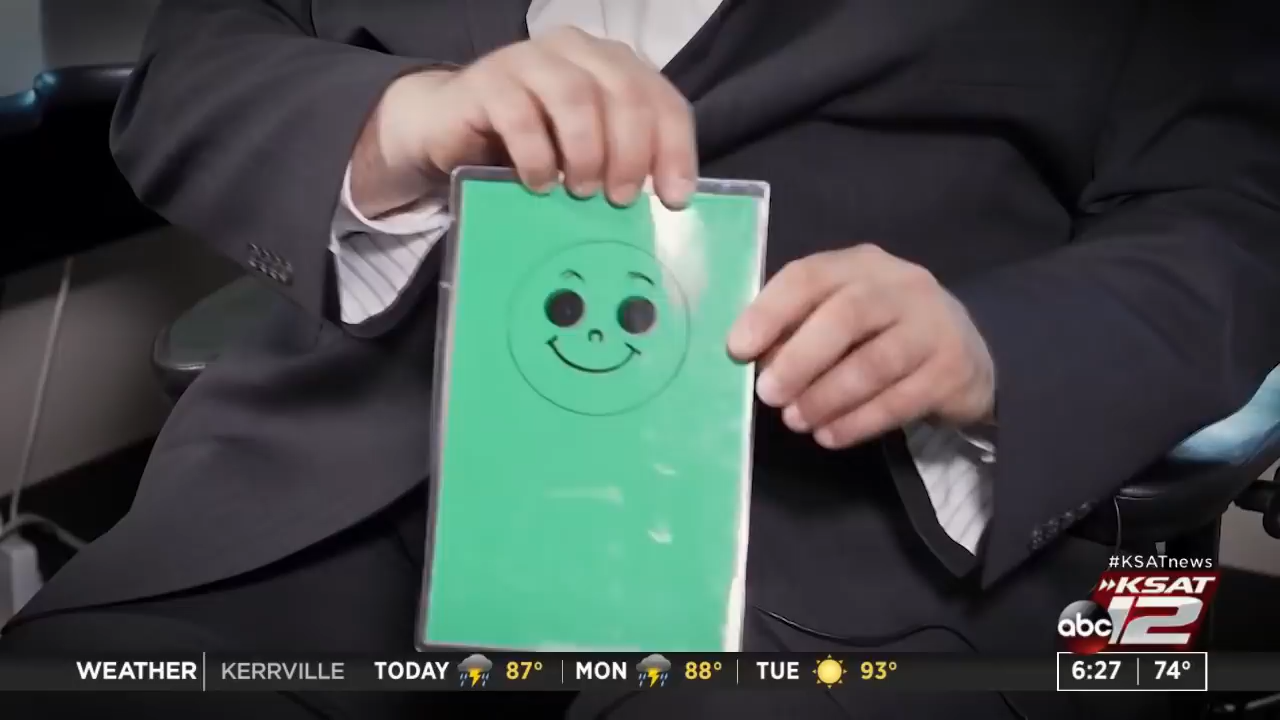 #KSATnews
KSAT
abc 12
WEATHER KERRVILLE TODAY 87° MON 88° TUE 93° 6:27 74°